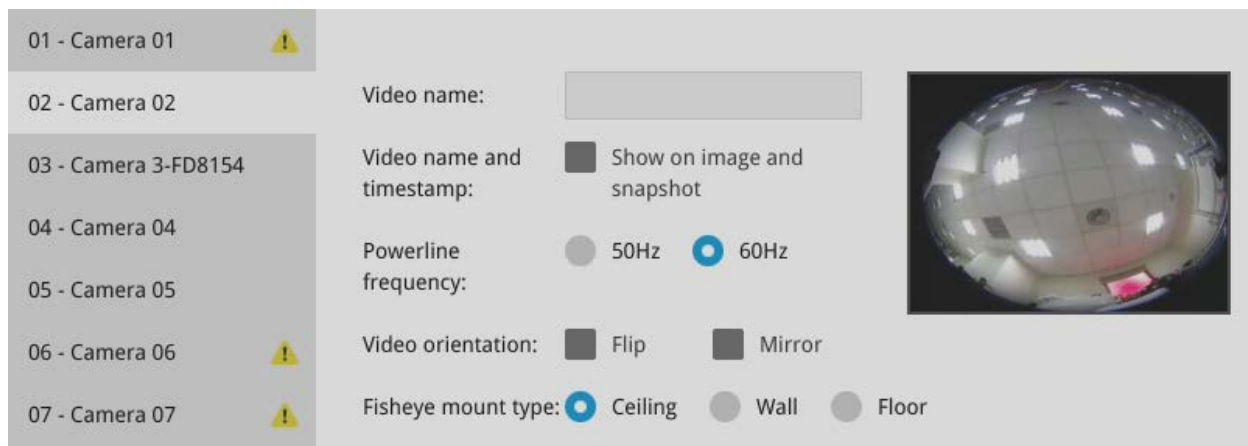 01 - Camera 01
02 - Camera 02
03 - Camera 3-FD8154
04 - Camera 04
05 - Camera 05
06 - Camera 06
07 - Camera 07
Video name:
Video name and
timestamp:
Show on image and
snapshot
Powerline
frequency:
50Hz
60Hz
Video orientation:
Flip
Mirror
Fisheye mount type:
Ceiling
Wall
Floor